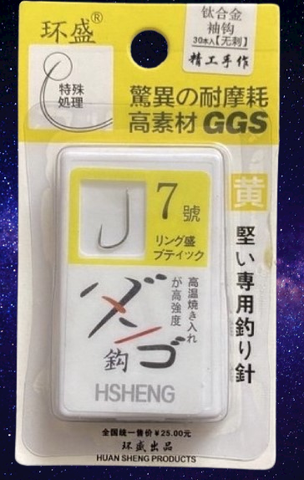 环盛®
钛合金
袖钩
30本入【无刺】
精工手作
特殊
処理
驚異の耐摩耗
高素材 GGS
黄
堅い専用釣り針
7號
リング盛
ブティック
高温焼き入れ
が高強度
ダンゴ
鈎
HSHENG
全国统一售价¥25.00元
环盛出品
HUAN SHENG PRODUCTS